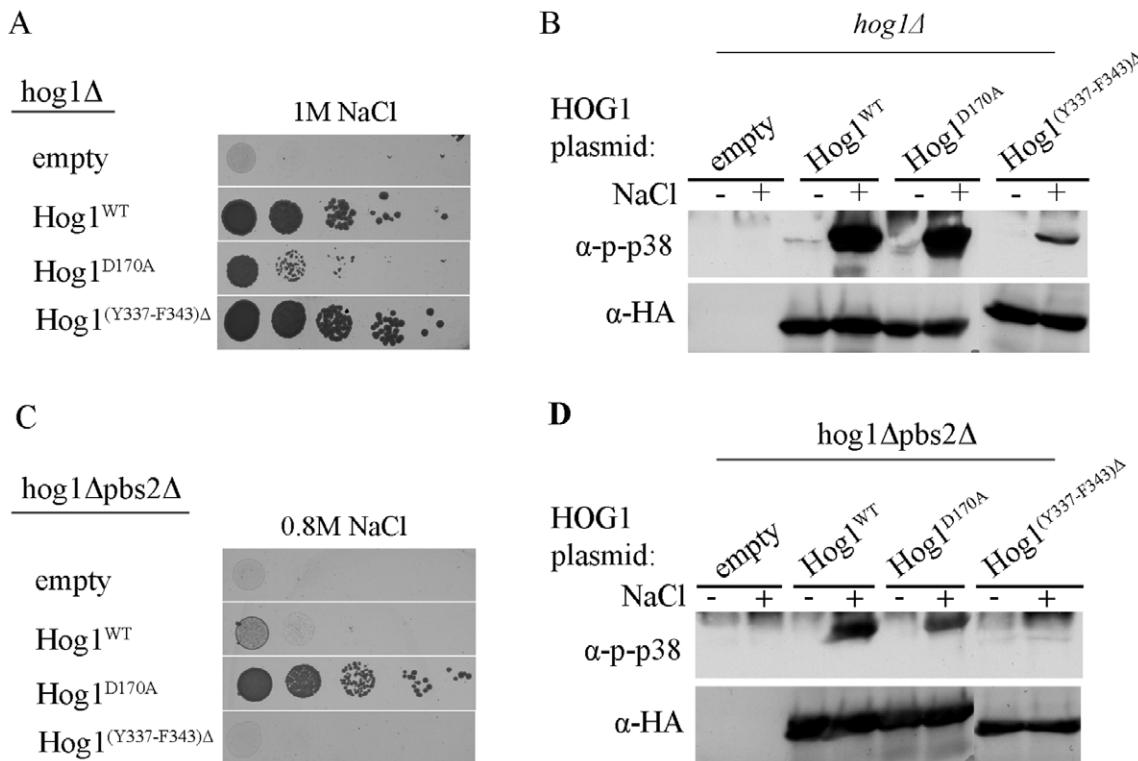 A
hog1Δ
1M NaCl
empty
Hog1WT
Hog1D170A
Hog1(Y337-F343)Δ
B
hog1Δ
HOG1
plasmid:
empty
Hog1WT
Hog1D170A
Hog1(Y337-F343)Δ
NaCl - + - + - + - +
α-p-p38
α-HA
C
hog1Δpbs2Δ
0.8M NaCl
empty
Hog1WT
Hog1D170A
Hog1(Y337-F343)Δ
D
hog1Δpbs2Δ
HOG1
plasmid:
empty
Hog1WT
Hog1D170A
Hog1(Y337-F343)Δ
NaCl - + - + - + - +
α-p-p38
α-HA